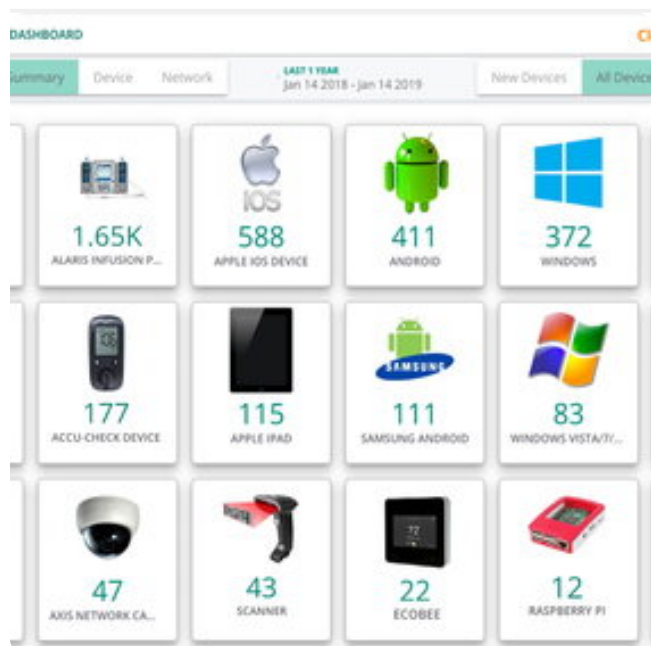 DASHBOARD
Summary Device Network
LAST 1 YEAR
Jan 14 2018 - Jan 14 2019
New Devices All Device
IOS
1.65K 588 411 372
ALARIS INFUSION P... APPLE IOS DEVICE ANDROID WINDOWS
SAMSUNG
177 115 111 83
ACCU-CHECK DEVICE APPLE IPAD SAMSUNG ANDROID WINDOWS VISTA/7/...
72
47 43 22 12
AXIS NETWORK CA... SCANNER ECOBEE RASPBERRY PI